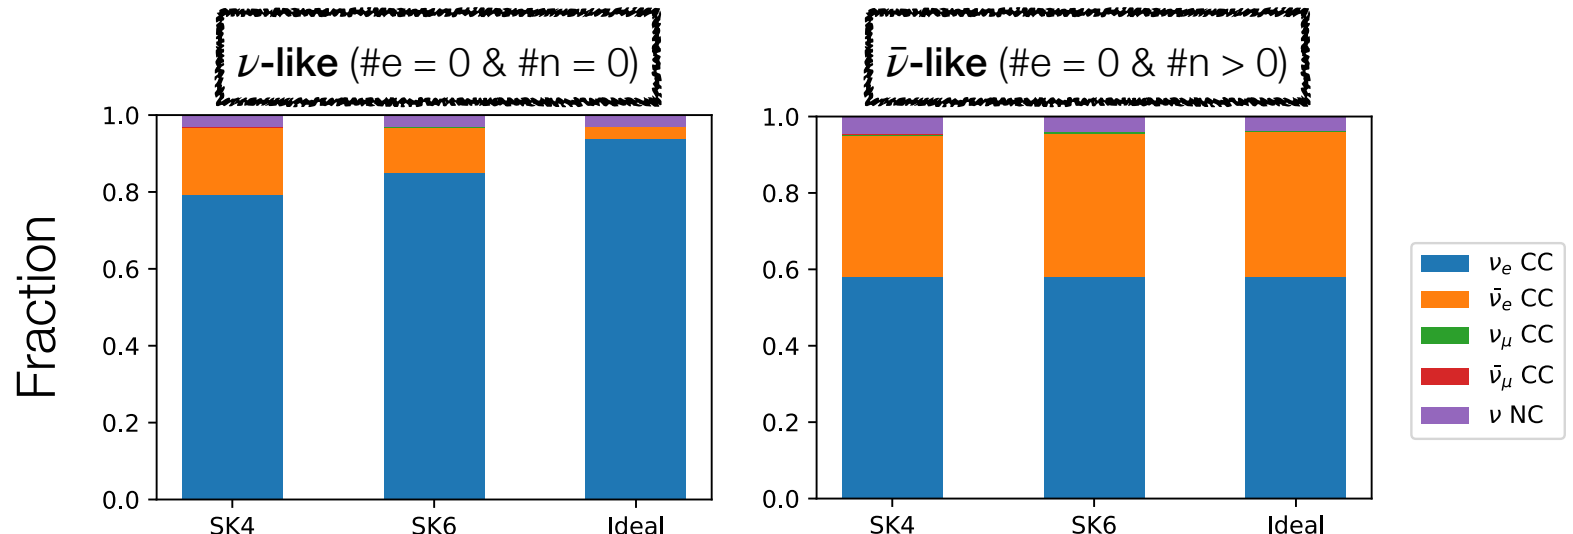 ν-like (#e = 0 & #n = 0)
ν̄-like (#e = 0 & #n > 0)
Fraction
1.0
0.8
0.6
0.4
0.2
0.0
SK4
SK6
Ideal
1.0
0.8
0.6
0.4
0.2
0.0
SK4
SK6
Ideal
νe CC
ν̄e CC
νμ CC
ν̄μ CC
ν NC